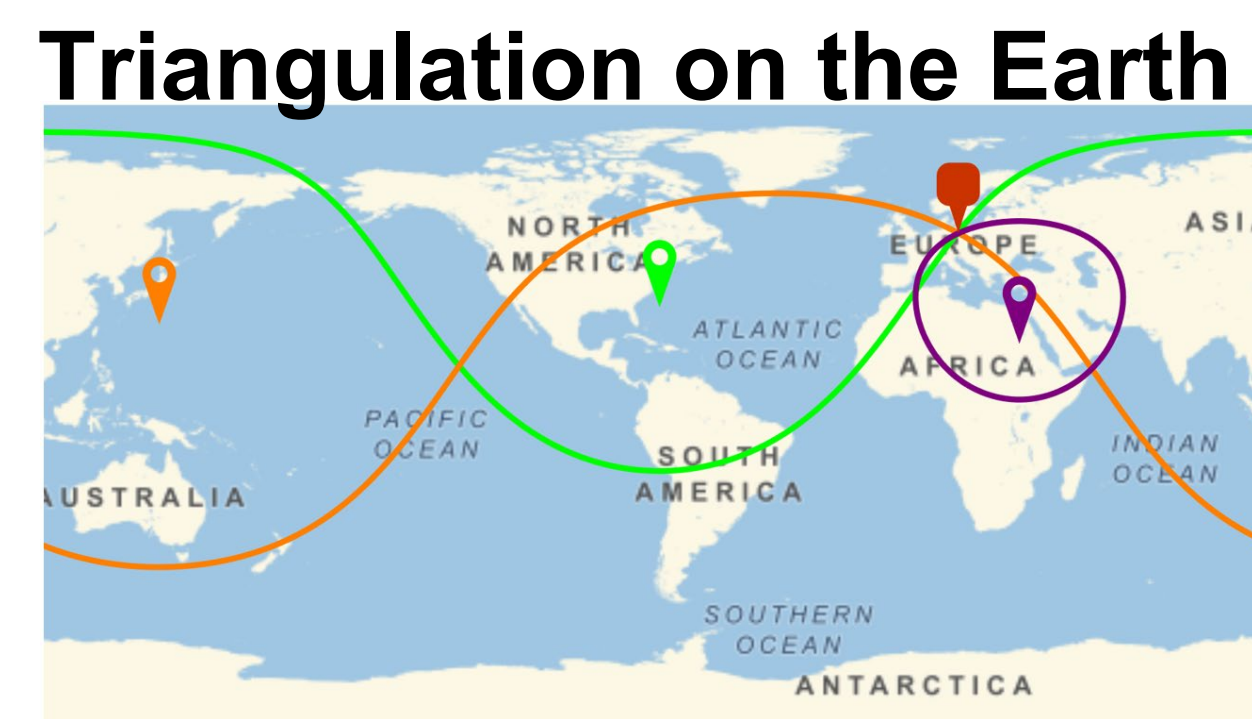 Triangulation on the Earth
NORTH
AMERICA
EUROPE
ASI
ATLANTIC
OCEAN
AFRICA
PACIFIC
OCEAN
INDIAN
OCEAN
SOUTH
AMERICA
AUSTRALIA
SOUTHERN
OCEAN
ANTARCTICA